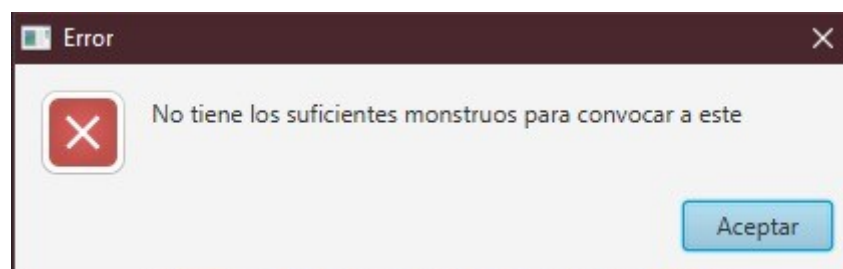 Error
No tiene los suficientes monstruos para convocar a este
Aceptar